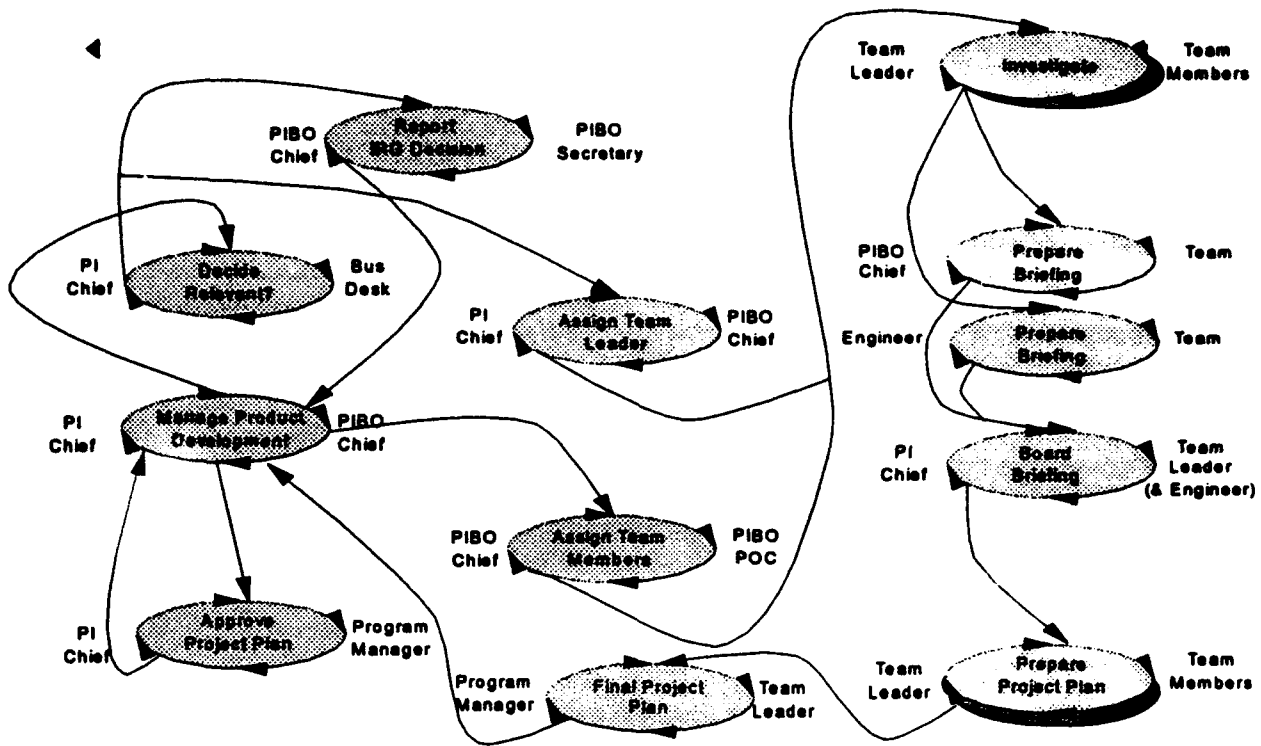 Team
Leader
Investigate
Team
Members
PIBO
Chief
Report
IRG Decision
PIBO
Secretary
PI
Chief
Decide
Relevant?
Bus
Desk
PIBO
Chief
Prepare
Briefing
Team
PI
Chief
Assign Team
Leader
PIBO
Chief
Engineer
Prepare
Briefing
Team
PI
Chief
Manage Product
Development
PIBO
Chief
PI
Chief
Board
Briefing
Team
Leader
(& Engineer)
PIBO
Chief
Assign Team
Members
PIBO
POC
PI
Chief
Approve
Project Plan
Program
Manager
Program
Manager
Final Project
Plan
Team
Leader
Team
Leader
Prepare
Project Plan
Team
Members